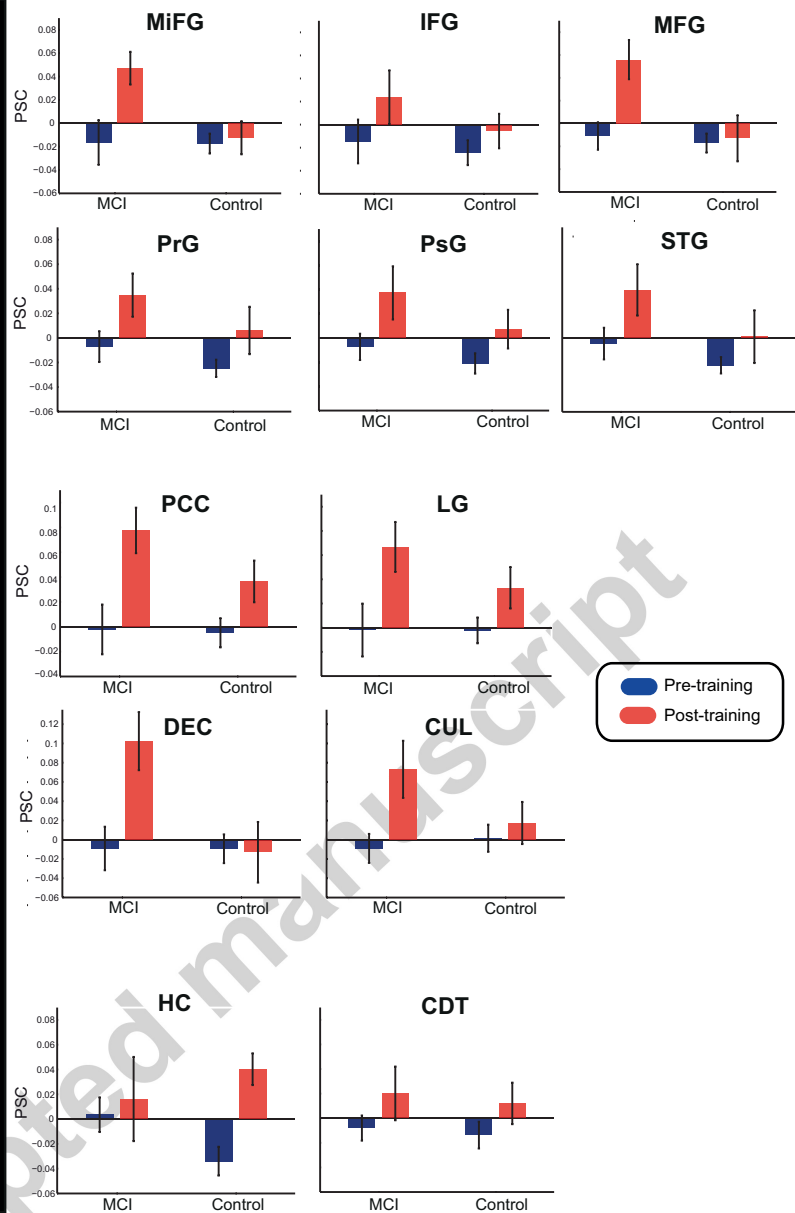 MiFG IFG MFG
0.08
0.06
0.04
0.02
0
−0.02
−0.04
−0.06
PSC
MCI Control MCI Control MCI Control
PrG PsG STG
0.08
0.06
0.04
0.02
0
−0.02
−0.04
−0.06
PSC
MCI Control MCI Control MCI Control
PCC LG
0.1
0.08
0.06
0.04
0.02
0
−0.02
−0.04
PSC
MCI Control MCI Control
Pre-training
Post-training
DEC CUL
0.12
0.1
0.08
0.06
0.04
0.02
0
−0.02
−0.04
−0.06
PSC
MCI Control MCI Control
HC CDT
0.08
0.06
0.04
0.02
0
−0.02
−0.04
−0.06
PSC
MCI Control MCI Control
pted manuscript